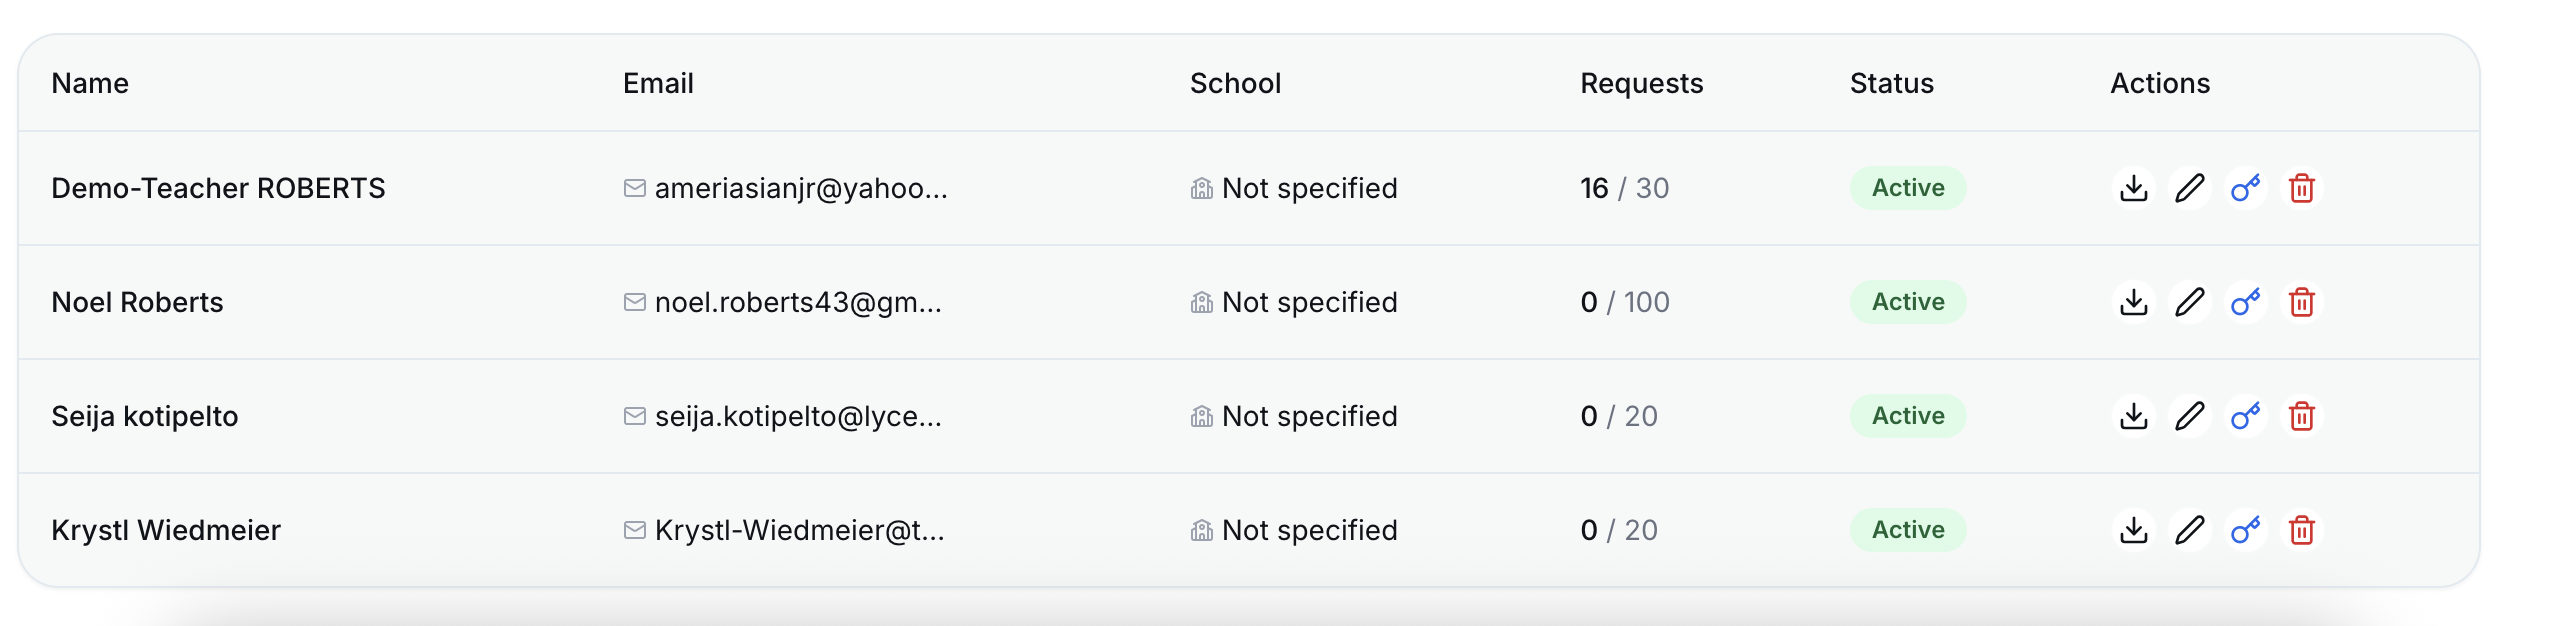 Name Email School Requests Status Actions
Demo-Teacher ROBERTS ameriasianjr@yahoo... Not specified 16 / 30 Active
Noel Roberts noel.roberts43@gm... Not specified 0 / 100 Active
Seija kotipelto seija.kotipelto@lyce... Not specified 0 / 20 Active
Krystl Wiedmeier Krystl-Wiedmeier@t... Not specified 0 / 20 Active